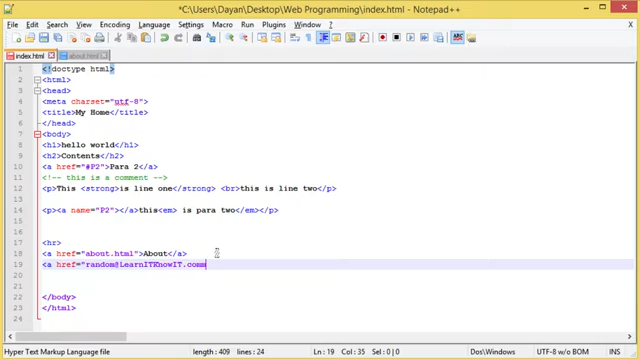 *C:\Users\Dayan\Desktop\Web Programming\index.html - Notepad++
File Edit Search View Encoding Language Settings Macro Run Plugins Window ? X
index.html about.html
1 <!doctype html>
2 <html>
3 <head>
4 <meta charset="utf-8">
5 <title>My Home</title>
6 </head>
7 <body>
8 <h1>hello world</h1>
9 <h2>Contents</h2>
10 <a href="#P2">Para 2</a>
11 <!-- this is a comment -->
12 <p>This <strong>is line one</strong> <br>this is line two</p>
13
14 <p><a name="P2"></a>this<em> is para two</em></p>
15
16
17 <hr>
18 <a href="about.html">About</a>
19 <a href="random@LearnITKnowIT.comm
20
21
22 </body>
23 </html>
24
Hyper Text Markup Language file length : 409 lines : 24 Ln : 19 Col : 35 Sel : 0 | 0 Dos\Windows UTF-8 w/o BOM INS